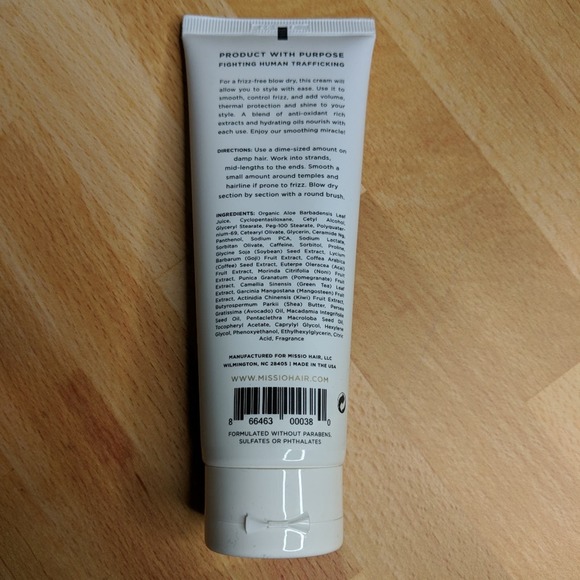 PRODUCT WITH PURPOSE
FIGHTING HUMAN TRAFFICKING
For a frizz-free blow dry, this cream will
allow you to style with ease. Use it to
smooth, control frizz, and add volume,
thermal protection and shine to your
style. A blend of anti-oxidant rich
extracts and hydrating oils nourish with
each use. Enjoy our smoothing miracle!
DIRECTIONS: Use a dime-sized amount on
damp hair. Work into strands,
mid-lengths to the ends. Smooth a
small amount around temples and
hairline if prone to frizz. Blow dry
section by section with a round brush.
INGREDIENTS: Organic Aloe Barbadensis Leaf
Juice, Cyclopentasiloxane, Cetyl Alcohol,
Glyceryl Stearate, Peg-100 Stearate, Polyquater-
nium-69, Cetearyl Olivate, Glycerin, Ceramide Ng,
Panthenol, Sodium PCA, Sodium Lactate,
Sorbitan Olivate, Caffeine, Sorbitol, Proline,
Glycine Soja (Soybean) Seed Extract, Lycium
Barberum (Goji) Fruit Extract, Coffea Arabica
(Coffee) Seed Extract, Euterpe Oleracea (Acai)
Fruit Extract, Morinda Citrifolia (Noni) Fruit
Extract, Punica Granatum (Pomegranate) Fruit
Extract, Camellia Sinensis (Green Tea) Leaf
Extract, Garcinia Mangostana (Mangosteen) Fruit
Extract, Actinidia Chinensis (Kiwi) Fruit Extract,
Butyrospermum Parkii (Shea) Butter, Persea
Gratissima (Avocado) Oil, Macadamia Integrifolia
Seed Oil, Pentaclethra Macroloba Seed Oil,
Tocopheryl Acetate, Caprylyl Glycol, Hexylene
Glycol, Phenoxyethanol, Ethylhexylglycerin, Citric
Acid, Fragrance
MANUFACTURED FOR MISSIO HAIR, LLC
WILMINGTON, NC 28405 | MADE IN THE USA
WWW.MISSIOHAIR.COM
8 66463 00038 0
FORMULATED WITHOUT PARABENS,
SULFATES OR PHTHALATES